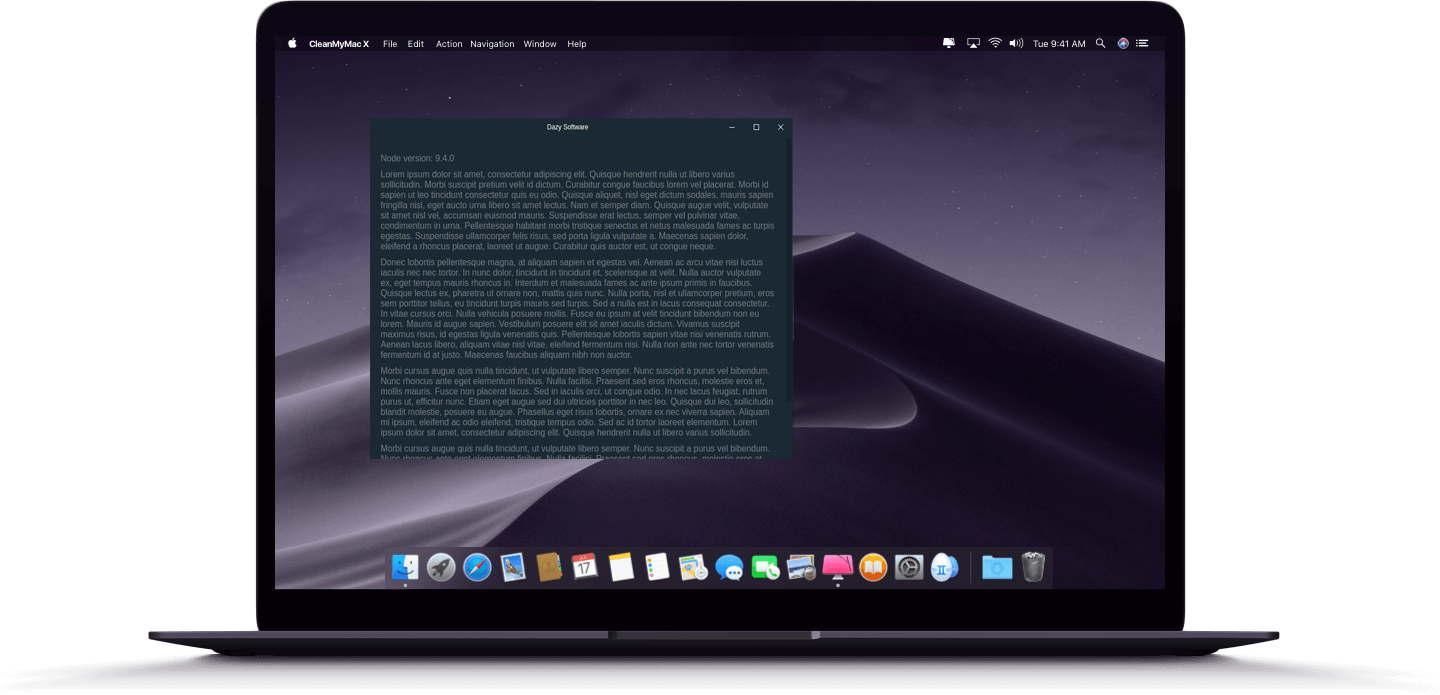 CleanMyMac X File Edit Action Navigation Window Help Tue 9:41 AM
Dazy Software
Node version: 9.4.0
Lorem ipsum dolor sit amet, consectetur adipiscing elit. Quisque hendrerit nulla ut libero varius
sollicitudin. Morbi suscipit pretium velit id dictum. Curabitur congue faucibus lorem vel placerat. Morbi id
sapien ut leo tincidunt consectetur quis eu odio. Quisque aliquet, nisl eget dictum sodales, mauris sapien
fringilla nisl, eget aucto urna libero sit amet lectus. Nam et semper diam. Quisque augue velit, vulputate
sit amet nisl vel, accumsan euismod mauris. Suspendisse erat lectus, semper vel pulvinar vitae,
condimentum in urna. Pellentesque habitant morbi tristique senectus et netus malesuada fames ac turpis
egestas. Suspendisse ullamcorper felis risus, sed porta ligula vulputate a. Maecenas sapien dolor,
eleifend a rhoncus placerat, laoreet ut augue. Curabitur quis auctor est, ut congue neque.
Donec lobortis pellentesque magna, at aliquam sapien et egestas vel. Aenean ac arcu vitae nisi luctus
iaculis nec nec tortor. In nunc dolor, tincidunt in tincidunt et, scelerisque at velit. Nulla auctor vulputate
ex, eget tempus mauris rhoncus in. Interdum et malesuada fames ac ante ipsum primis in faucibus.
Quisque lectus ex, pharetra ut ornare non, mattis quis nunc. Nulla porta, nisl et ullamcorper pretium, eros
sem porttitor tellus, eu tincidunt turpis mauris sed turpis. Sed a nulla est in lacus consequat consectetur.
In vitae cursus orci. Nulla vehicula posuere mollis. Fusce eu ipsum at velit tincidunt bibendum non eu
lorem. Mauris id augue sapien. Vestibulum posuere elit sit amet iaculis dictum. Vivamus suscipit
maximus risus, id egestas ligula venenatis quis. Pellentesque lobortis sapien vitae nisi venenatis rutrum.
Aenean lacus libero, aliquam vitae nisl vitae, eleifend fermentum nisi. Nulla non ante nec tortor venenatis
fermentum id at justo. Maecenas faucibus aliquam nibh non auctor.
Morbi cursus augue quis nulla tincidunt, ut vulputate libero semper. Nunc suscipit a purus vel bibendum.
Nunc rhoncus ante eget elementum finibus. Nulla facilisi. Praesent sed eros rhoncus, molestie eros et,
mollis mauris. Fusce non placerat lacus. Sed in iaculis orci, ut congue odio. In nec lacus feugiat, rutrum
purus ut, efficitur nunc. Etiam eget augue sed dui ultricies porttitor in nec leo. Quisque dui leo, sollicitudin
blandit molestie, posuere eu augue. Phasellus eget risus lobortis, ornare ex nec viverra sapien. Aliquam
mi ipsum, eleifend ac odio eleifend, tristique tempus odio. Sed ac id tortor laoreet elementum. Lorem
ipsum dolor sit amet, consectetur adipiscing elit. Quisque hendrerit nulla ut libero varius sollicitudin.
Morbi cursus augue quis nulla tincidunt, ut vulputate libero semper. Nunc suscipit a purus vel bibendum.
Nunc rhoncus ante eget elementum finibus. Nulla facilisi. Praesent sed eros rhoncus, molestie eros et,
17